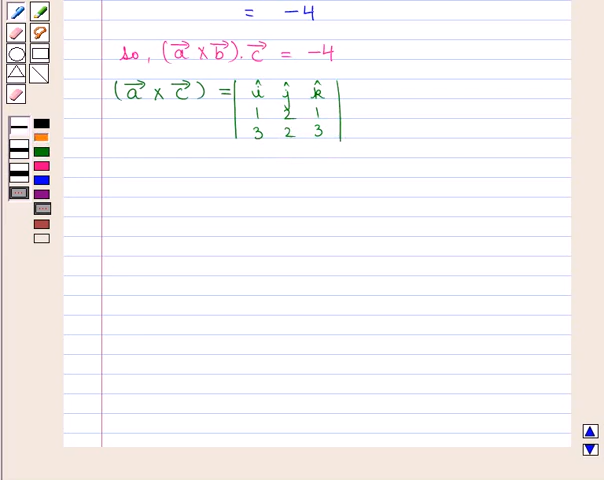 = -4
so, (a⃗ x b⃗). c⃗ = -4
(a⃗ x c⃗) = | î ĵ k̂ |
| 1 2 1 |
| 3 2 3 |